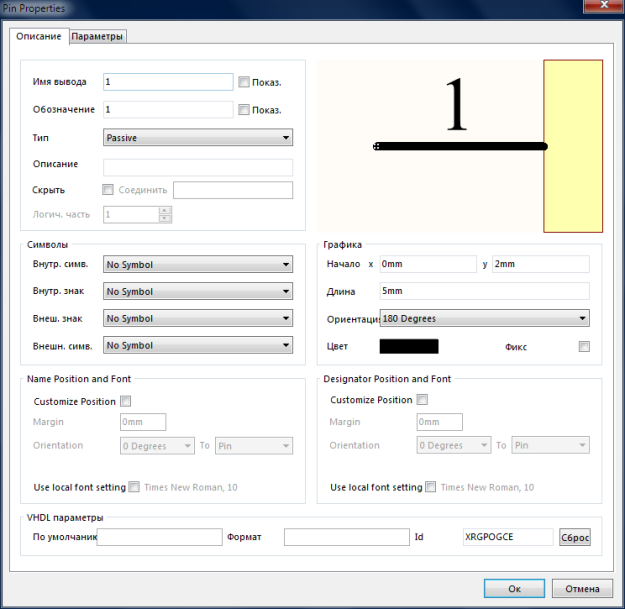 Pin Properties
Описание Параметры
Имя вывода 1 Показ.
Обозначение 1 Показ.
Тип Passive
Описание
Скрыть Соединить
Логич. часть 1
1
Символы
Внутр. симв. No Symbol
Внутр. знак No Symbol
Внеш. знак No Symbol
Внешн. симв. No Symbol
Графика
Начало x 0mm y 2mm
Длина 5mm
Ориентаци 180 Degrees
Цвет Фикс
Name Position and Font
Customize Position
Margin 0mm
Orientation 0 Degrees To Pin
Use local font setting Times New Roman, 10
Designator Position and Font
Customize Position
Margin 0mm
Orientation 0 Degrees To Pin
Use local font setting Times New Roman, 10
VHDL параметры
По умолчанию Формат Id XRGPOGCE Сброс
Ок Отмена